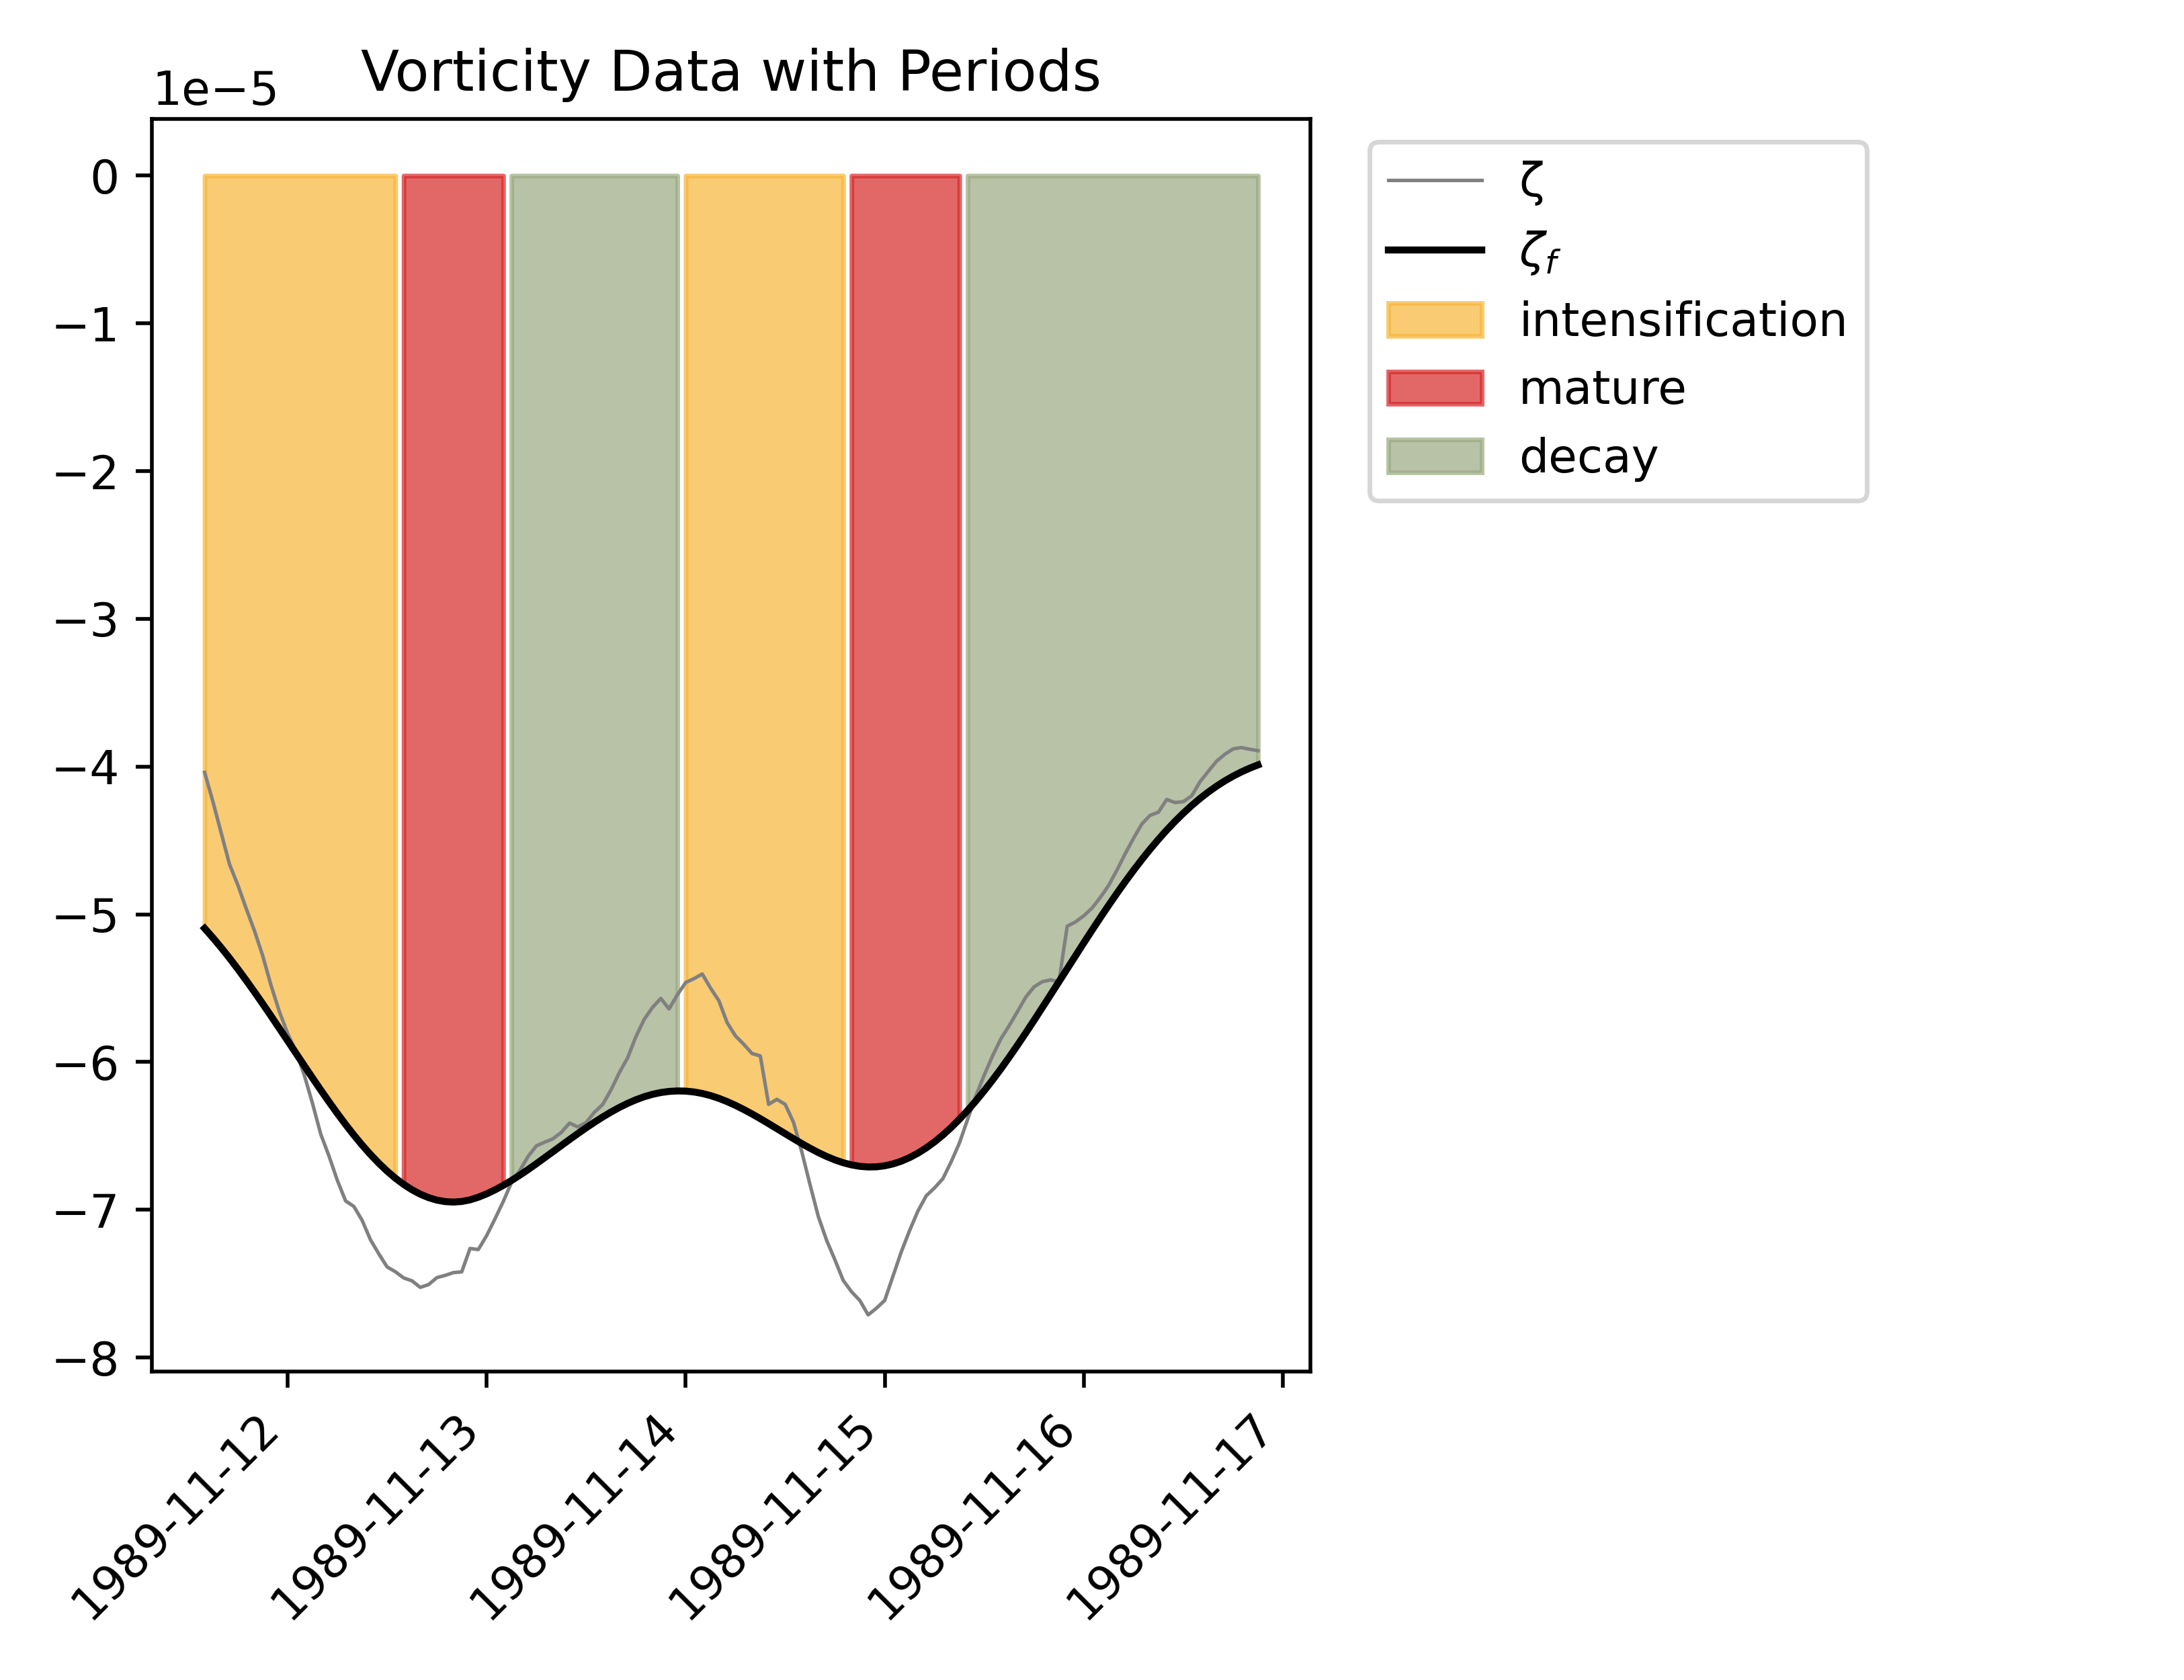 Vorticity Data with Periods
1e−5
0
−1
−2
−3
−4
−5
−6
−7
−8
1989-11-12
1989-11-13
1989-11-14
1989-11-15
1989-11-16
1989-11-17
ζ
ζf
intensification
mature
decay